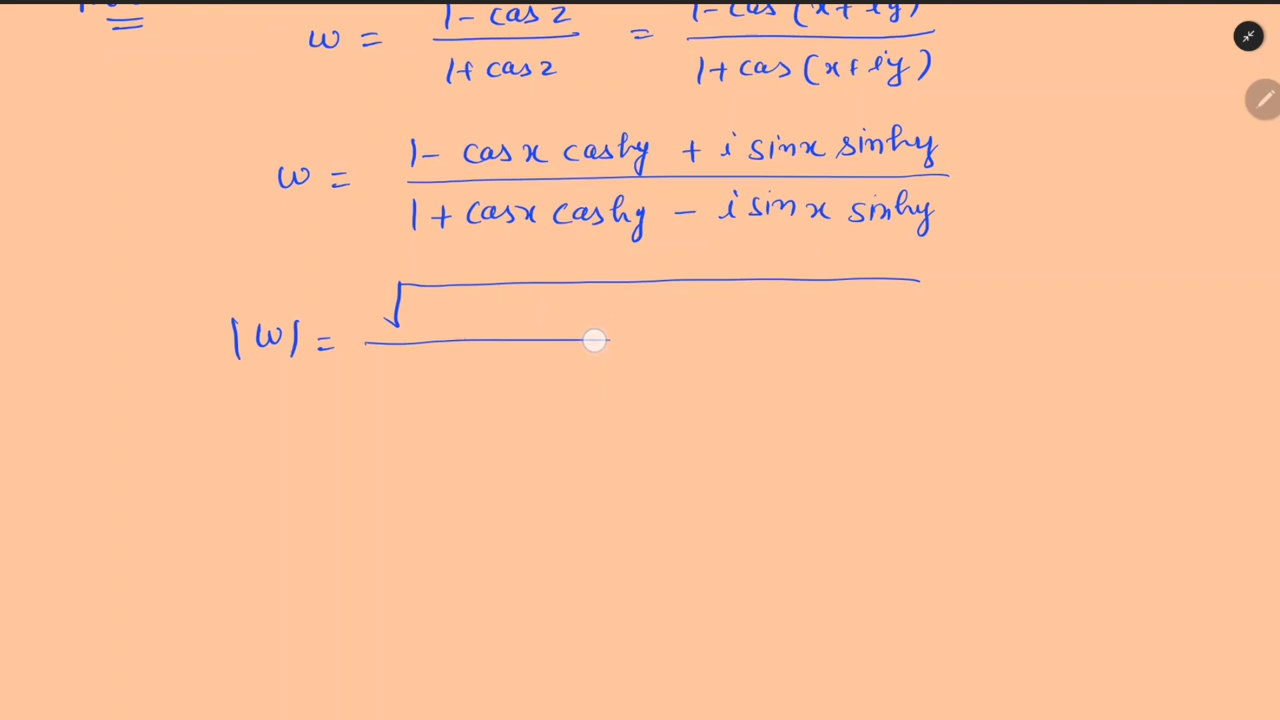 w = 1 - cos z / 1 + cos z = 1 - cos (x + iy) / 1 + cos (x + iy)
w = 1 - cos x cosh y + i sin x sinh y / 1 + cos x cosh y - i sin x sinh y
|w| = √